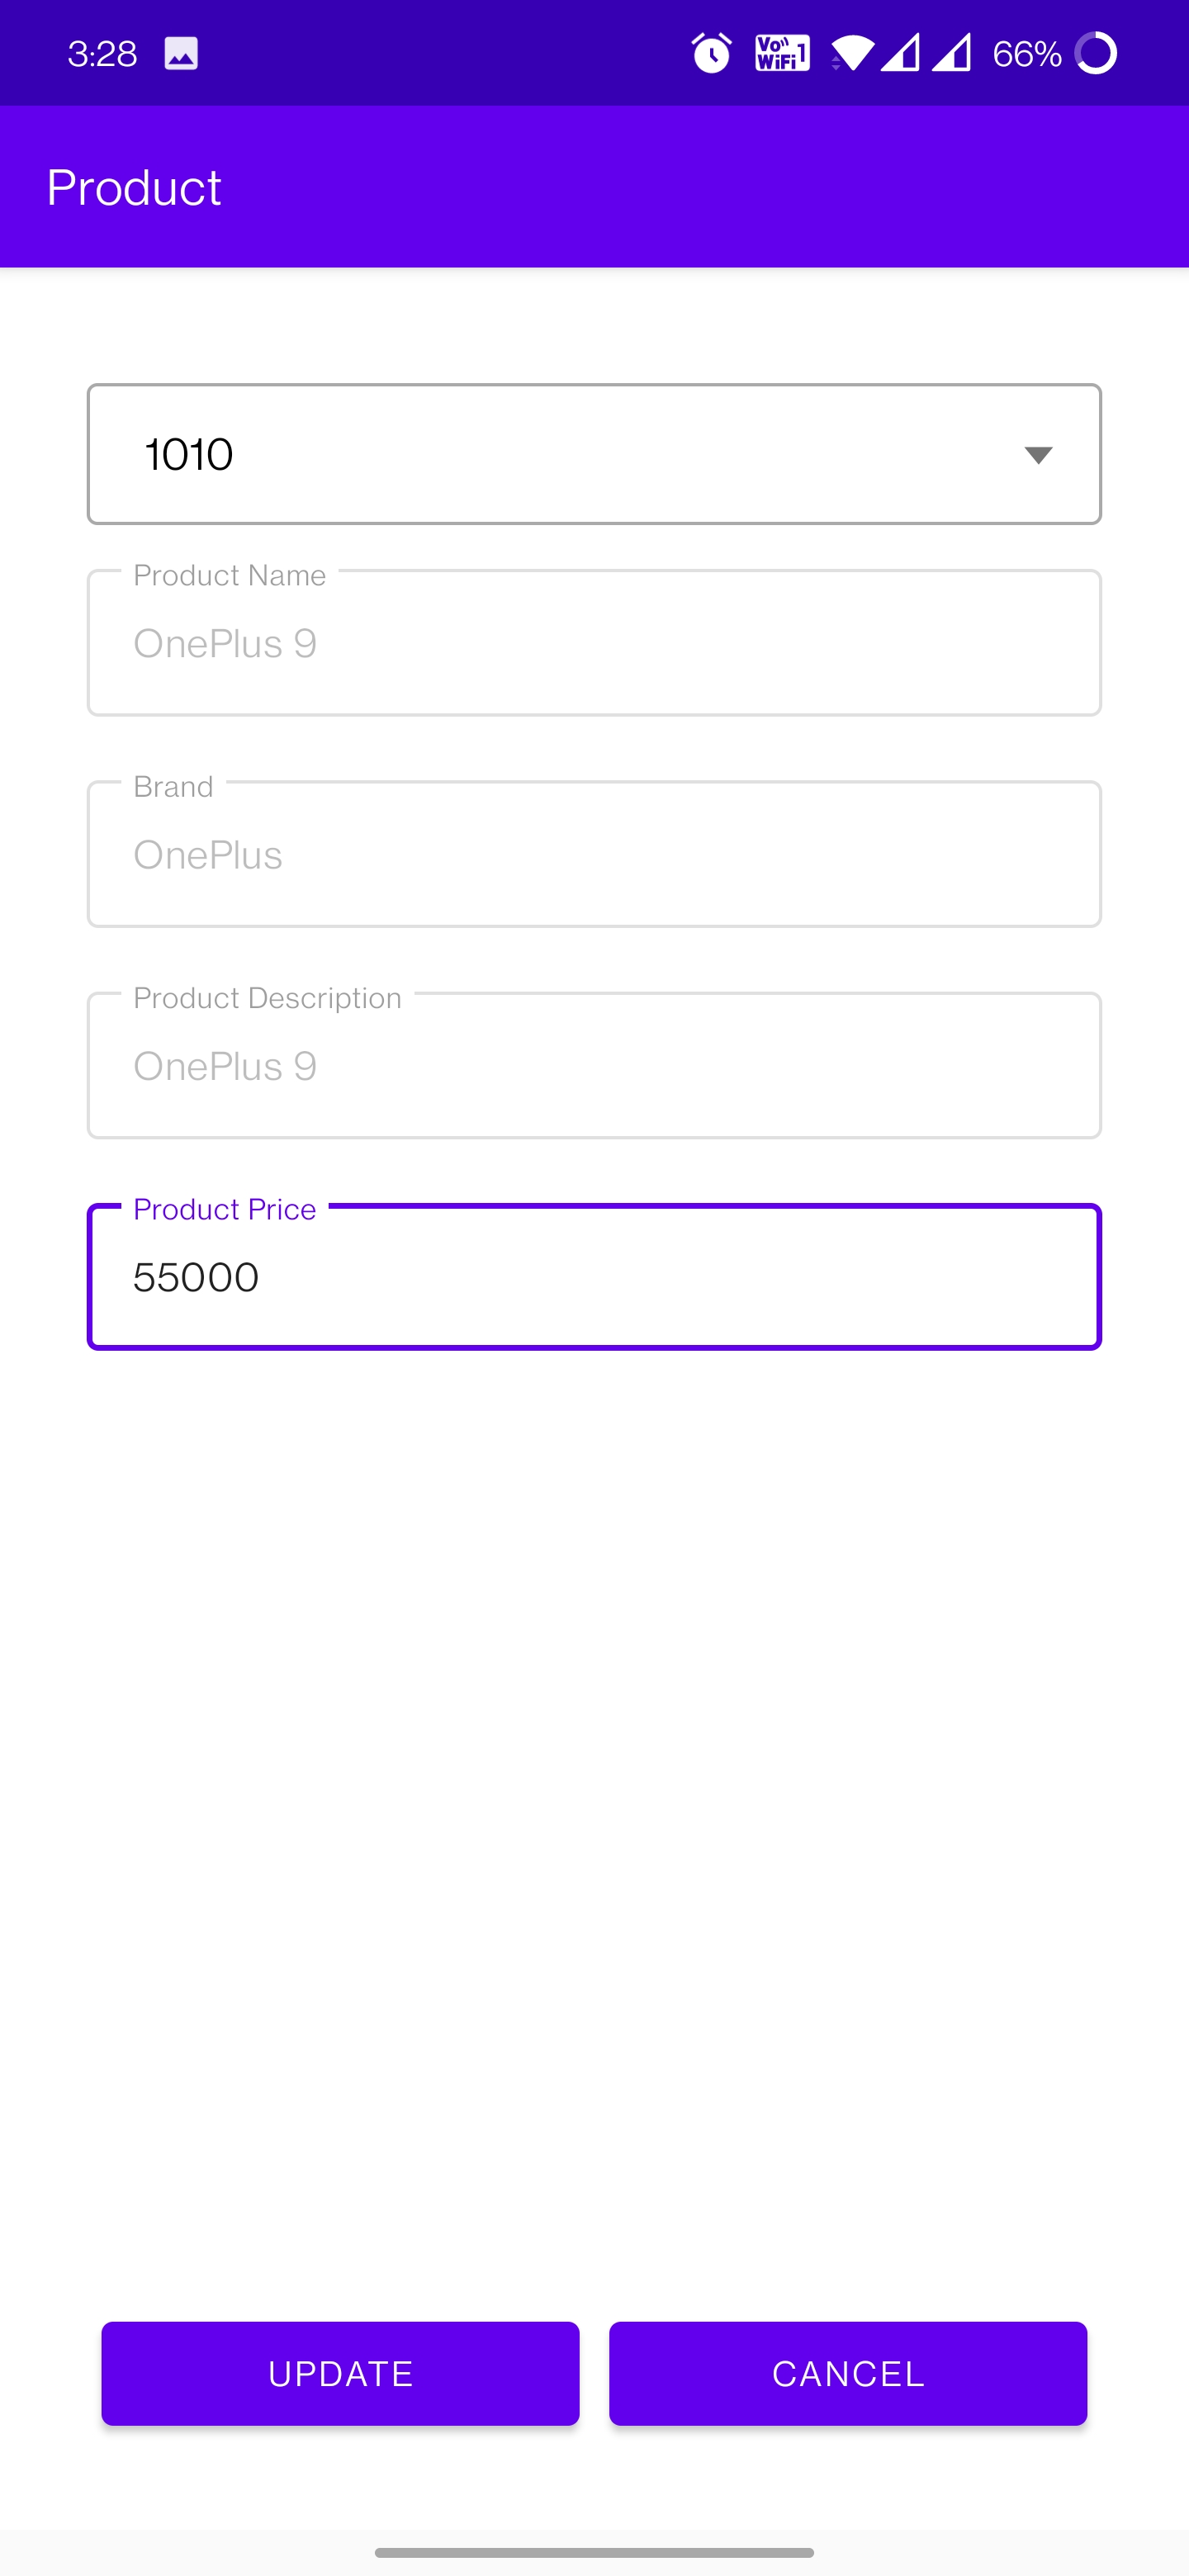 3:28 Vo WiFi 1 66%
Product
1010
Product Name
OnePlus 9
Brand
OnePlus
Product Description
OnePlus 9
Product Price
55000
UPDATE CANCEL